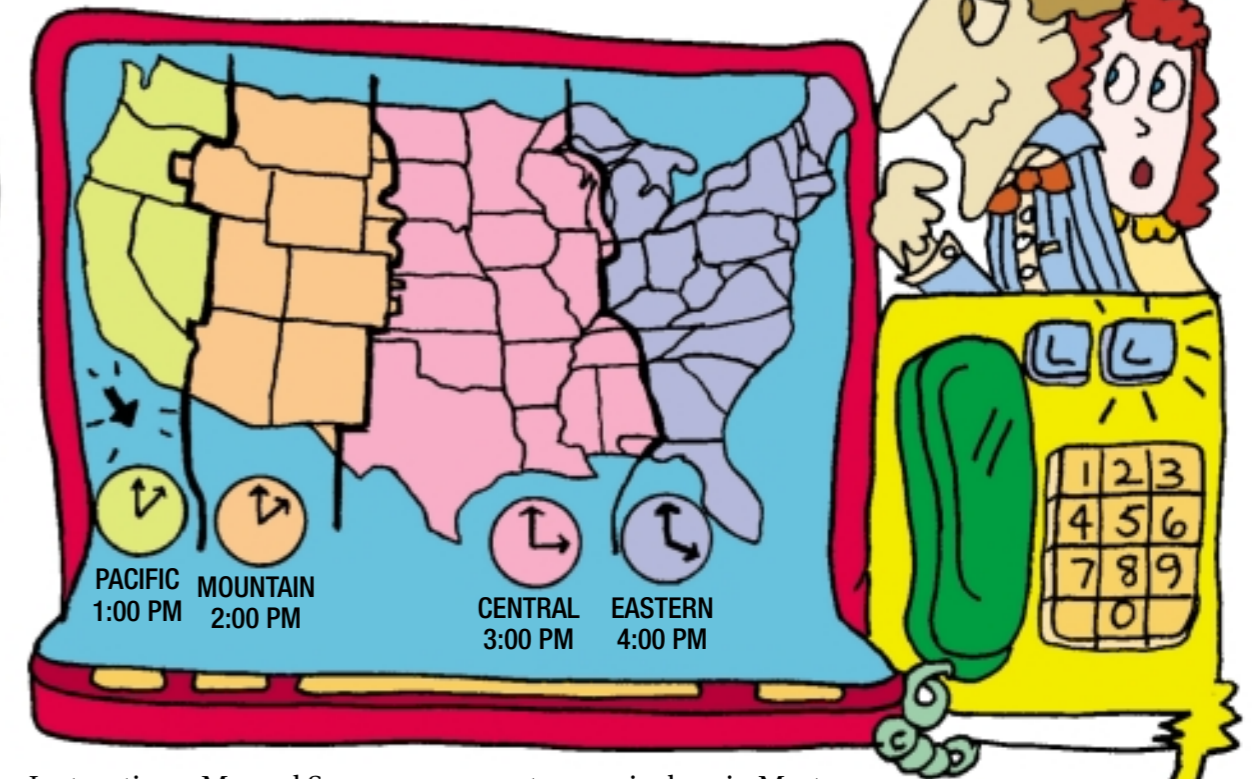 PACIFIC
1:00 PM
MOUNTAIN
2:00 PM
CENTRAL
3:00 PM
EASTERN
4:00 PM
L L
1 2 3
4 5 6
7 8 9
0
C